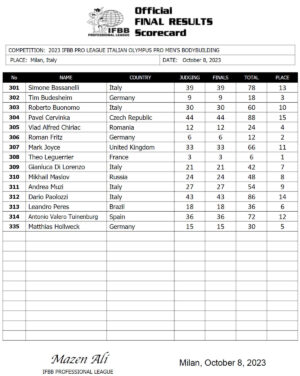 IFBB
PROFESSIONAL LEAGUE
Official
FINAL RESULTS
Scorecard
COMPETITION: 2023 IFBB PRO LEAGUE ITALIAN OLYMPUS PRO MEN'S BODYBUILDING
PLACE: Milan, Italy DATE: October 8, 2023
No NAME COUNTRY JUDGING FINALS TOTAL PLACE
301 Simone Bassanelli Italy 39 39 78 13
302 Tim Budesheim Germany 9 9 18 3
303 Roberto Buonomo Italy 30 30 60 10
304 Pavel Cervinka Czech Republic 44 44 88 15
305 Vlad Alfred Chiriac Romania 12 12 24 4
306 Roman Fritz Germany 6 6 12 2
307 Mark Joyce United Kingdom 33 33 66 11
308 Theo Leguerrier France 3 3 6 1
309 Gianluca Di Lorenzo Italy 21 21 42 7
310 Mikhail Maslov Russia 24 24 48 8
311 Andrea Muzi Italy 27 27 54 9
312 Dario Paolozzi Italy 43 43 86 14
313 Leandro Peres Brazil 18 18 36 6
314 Antonio Valero Tuinenburg Spain 36 36 72 12
335 Matthias Hollweck Germany 15 15 30 5
Mazen Ali
IFBB PROFESSIONAL LEAGUE
Milan, October 8, 2023